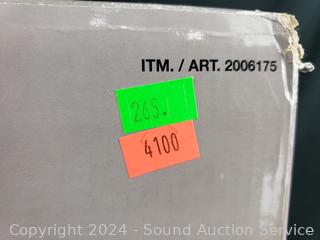 ITM. / ART. 2006175
265.
4100
Copyright © 2024 - Sound Auction Service